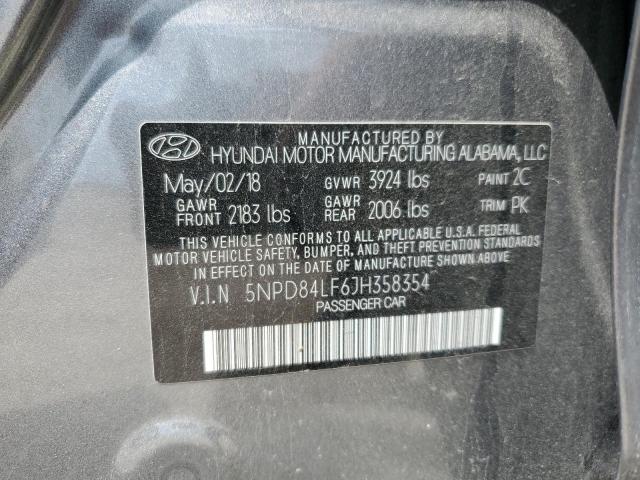 MANUFACTURED BY
HYUNDAI MOTOR MANUFACTURING ALABAMA, LLC
May/02/18 GVWR 3924 lbs PAINT 2C
GAWR FRONT 2183 lbs GAWR REAR 2006 lbs TRIM PK
THIS VEHICLE CONFORMS TO ALL APPLICABLE U.S.A. FEDERAL
MOTOR VEHICLE SAFETY, BUMPER, AND THEFT PREVENTION STANDARDS
IN EFFECT ON THE DATE OF MANUFACTURE SHOWN ABOVE.
V.I.N 5NPD84LF6JH358354
PASSENGER CAR